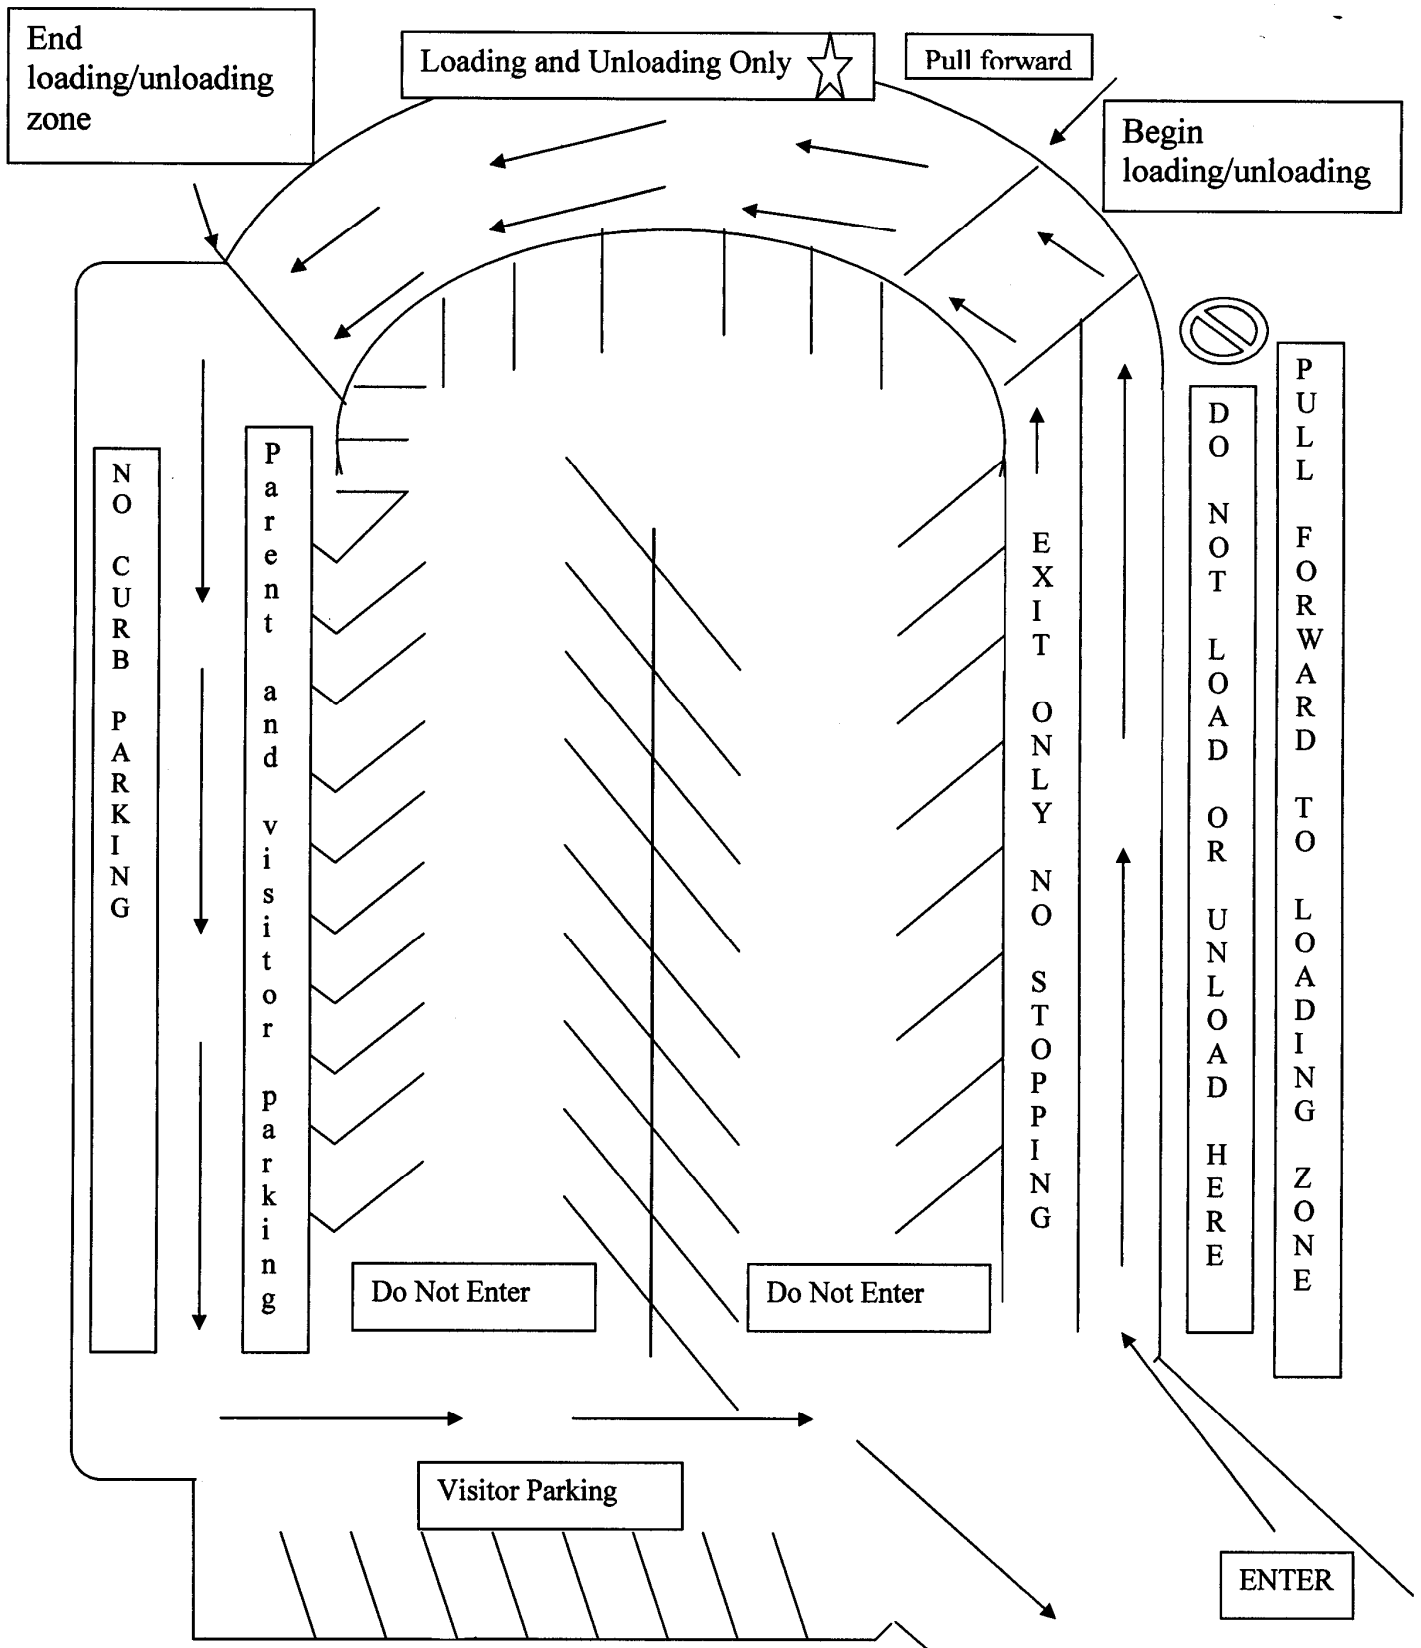 End
loading/unloading
zone
Loading and Unloading Only
Pull forward
Begin
loading/unloading
NO CURB PARKING
Parent and visitor parking
EXIT ONLY NO STOPPING
DO NOT LOAD OR UNLOAD HERE
PULL FORWARD TO LOADING ZONE
Do Not Enter
Do Not Enter
Visitor Parking
ENTER